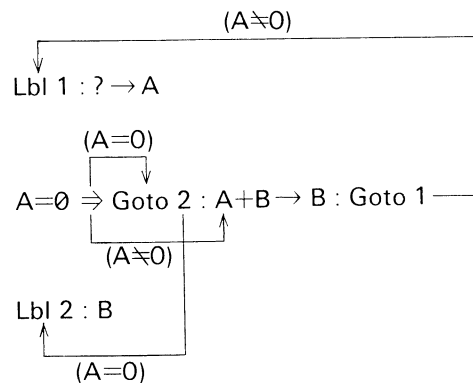 (A≠0)
Lbl 1 : ? → A
(A=0)
A=0 ⇒ Goto 2 : A+B → B : Goto 1
(A≠0)
Lbl 2 : B
(A=0)